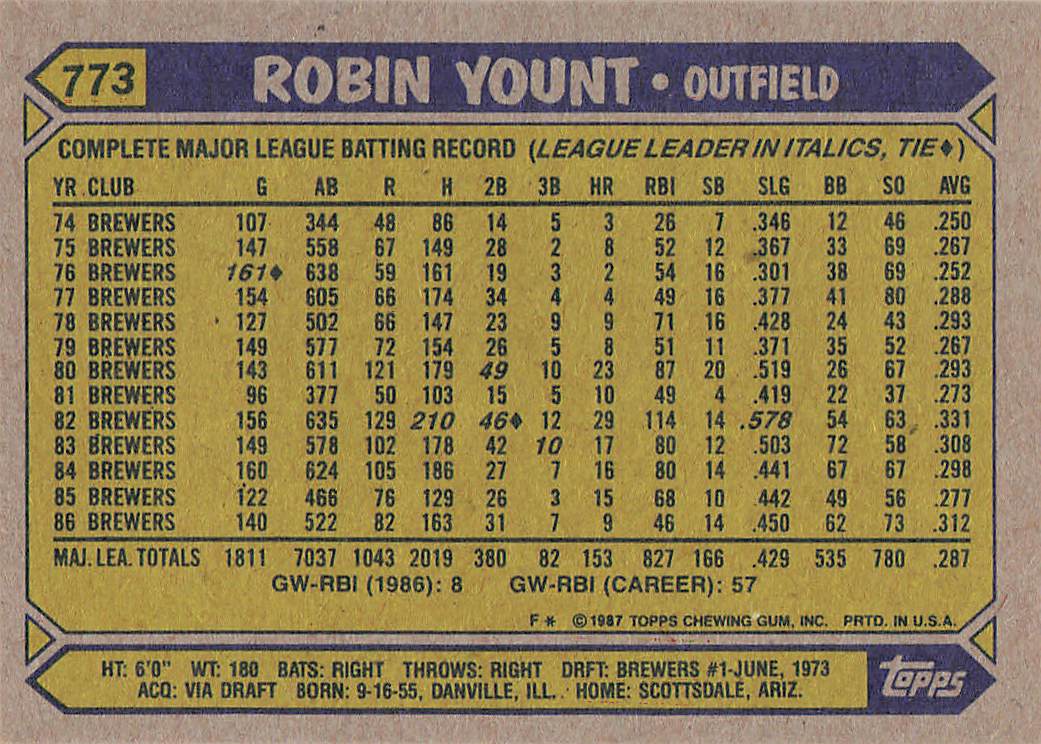 773
ROBIN YOUNT • OUTFIELD
COMPLETE MAJOR LEAGUE BATTING RECORD (LEAGUE LEADER IN ITALICS, TIE♦)
YR CLUB G AB R H 2B 3B HR RBI SB SLG BB SO AVG
74 BREWERS 107 344 48 86 14 5 3 26 7 .346 12 46 .250
75 BREWERS 147 558 67 149 28 2 8 52 12 .367 33 69 .267
76 BREWERS 161♦ 638 59 161 19 3 2 54 16 .301 38 69 .252
77 BREWERS 154 605 66 174 34 4 4 49 16 .377 41 80 .288
78 BREWERS 127 502 66 147 23 9 9 71 16 .428 24 43 .293
79 BREWERS 149 577 72 154 26 5 8 51 11 .371 35 52 .267
80 BREWERS 143 611 121 179 49 10 23 87 20 .519 26 67 .293
81 BREWERS 96 377 50 103 15 5 10 49 4 .419 22 37 .273
82 BREWERS 156 635 129 210 46♦ 12 29 114 14 .578 54 63 .331
83 BREWERS 149 578 102 178 42 10 17 80 12 .503 72 58 .308
84 BREWERS 160 624 105 186 27 7 16 80 14 .441 67 67 .298
85 BREWERS 122 466 76 129 26 3 15 68 10 .442 49 56 .277
86 BREWERS 140 522 82 163 31 7 9 46 14 .450 62 73 .312
MAJ. LEA. TOTALS 1811 7037 1043 2019 380 82 153 827 166 .429 535 780 .287
GW-RBI (1986): 8 GW-RBI (CAREER): 57
F* ©1987 TOPPS CHEWING GUM, INC. PRTD. IN U.S.A.
HT: 6'0" WT: 180 BATS: RIGHT THROWS: RIGHT DRFT: BREWERS #1-JUNE, 1973
ACQ: VIA DRAFT BORN: 9-16-55, DANVILLE, ILL. HOME: SCOTTSDALE, ARIZ.
topps